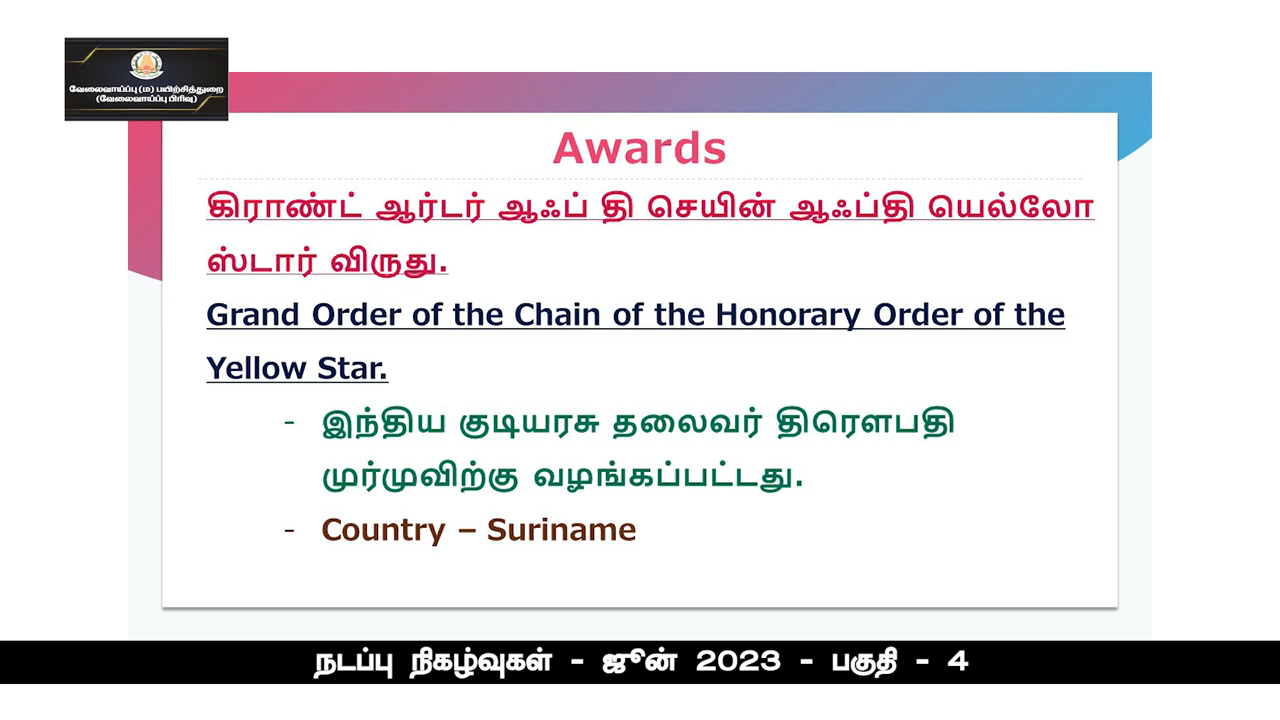 வேலைவாய்ப்பு (ம) பயிற்சித்துறை
(வேலைவாய்ப்பு பிரிவு)
Awards
கிராண்ட் ஆர்டர் ஆஃப் தி செயின் ஆஃப்தி யெல்லோ
ஸ்டார் விருது.
Grand Order of the Chain of the Honorary Order of the
Yellow Star.
- இந்திய குடியரசு தலைவர் திரௌபதி
முர்முவிற்கு வழங்கப்பட்டது.
- Country – Suriname
நடப்பு நிகழ்வுகள் - ஜூன் 2023 - பகுதி - 4